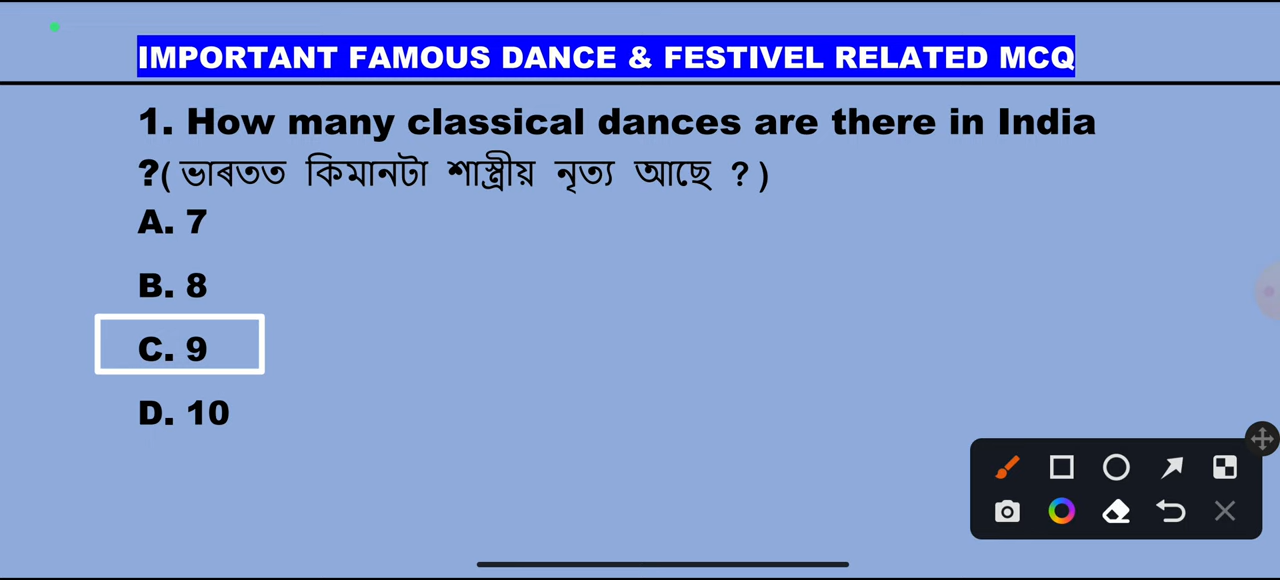 IMPORTANT FAMOUS DANCE & FESTIVEL RELATED MCQ
1. How many classical dances are there in India
?( ভাৰতত কিমানটা শাস্ত্ৰীয় নৃত্য আছে ? )
A. 7
B. 8
C. 9
D. 10